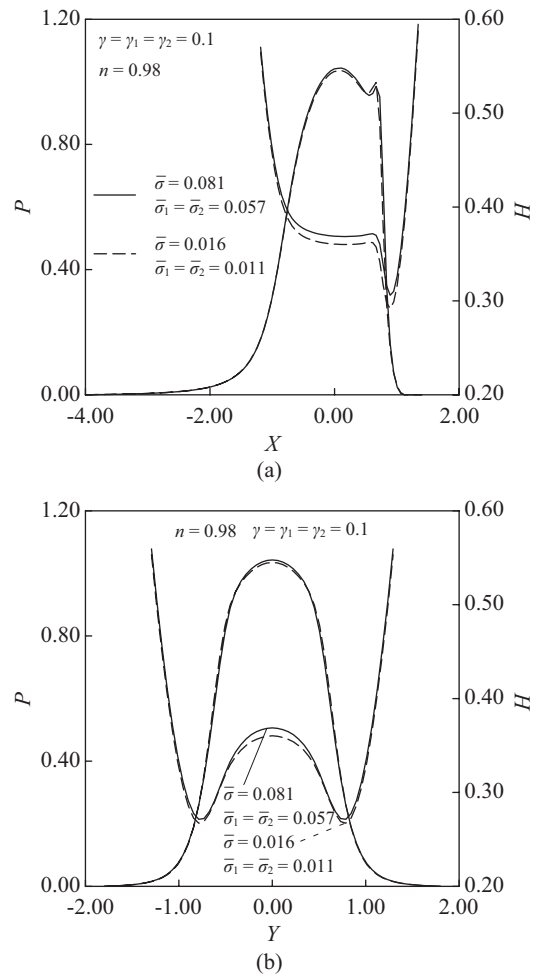 1.20
0.60
γ = γ₁ = γ₂ = 0.1
n = 0.98
0.80
0.50
σ̅ = 0.081
σ̅₁ = σ̅₂ = 0.057
P
H
0.40
σ̅ = 0.016
σ̅₁ = σ̅₂ = 0.011
0.40
0.30
0.00
0.20
-4.00
-2.00
0.00
2.00
X
(a)
1.20
0.60
n = 0.98 γ = γ₁ = γ₂ = 0.1
0.80
0.50
P
H
0.40
0.40
0.30
σ̅ = 0.081
σ̅₁ = σ̅₂ = 0.057
σ̅ = 0.016
σ̅₁ = σ̅₂ = 0.011
0.00
0.20
-2.00
-1.00
0.00
1.00
2.00
Y
(b)